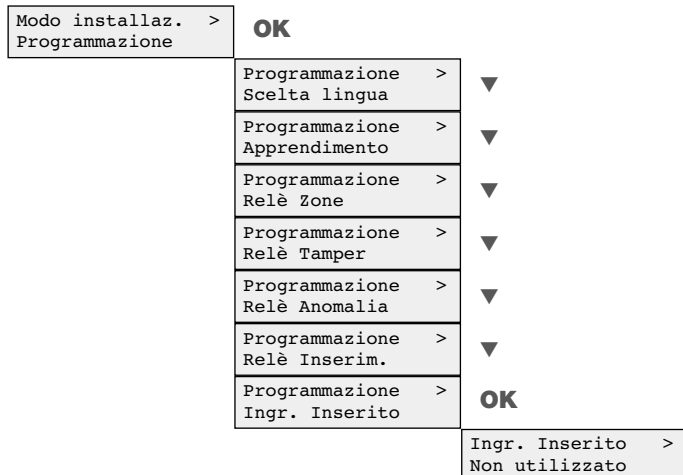 Modo installaz. >
Programmazione
OK
Programmazione >
Scelta lingua
▼
Programmazione >
Apprendimento
▼
Programmazione >
Relè Zone
▼
Programmazione >
Relè Tamper
▼
Programmazione >
Relè Anomalia
▼
Programmazione >
Relè Inserim.
▼
Programmazione >
Ingr. Inserito
OK
Ingr. Inserito >
Non utilizzato